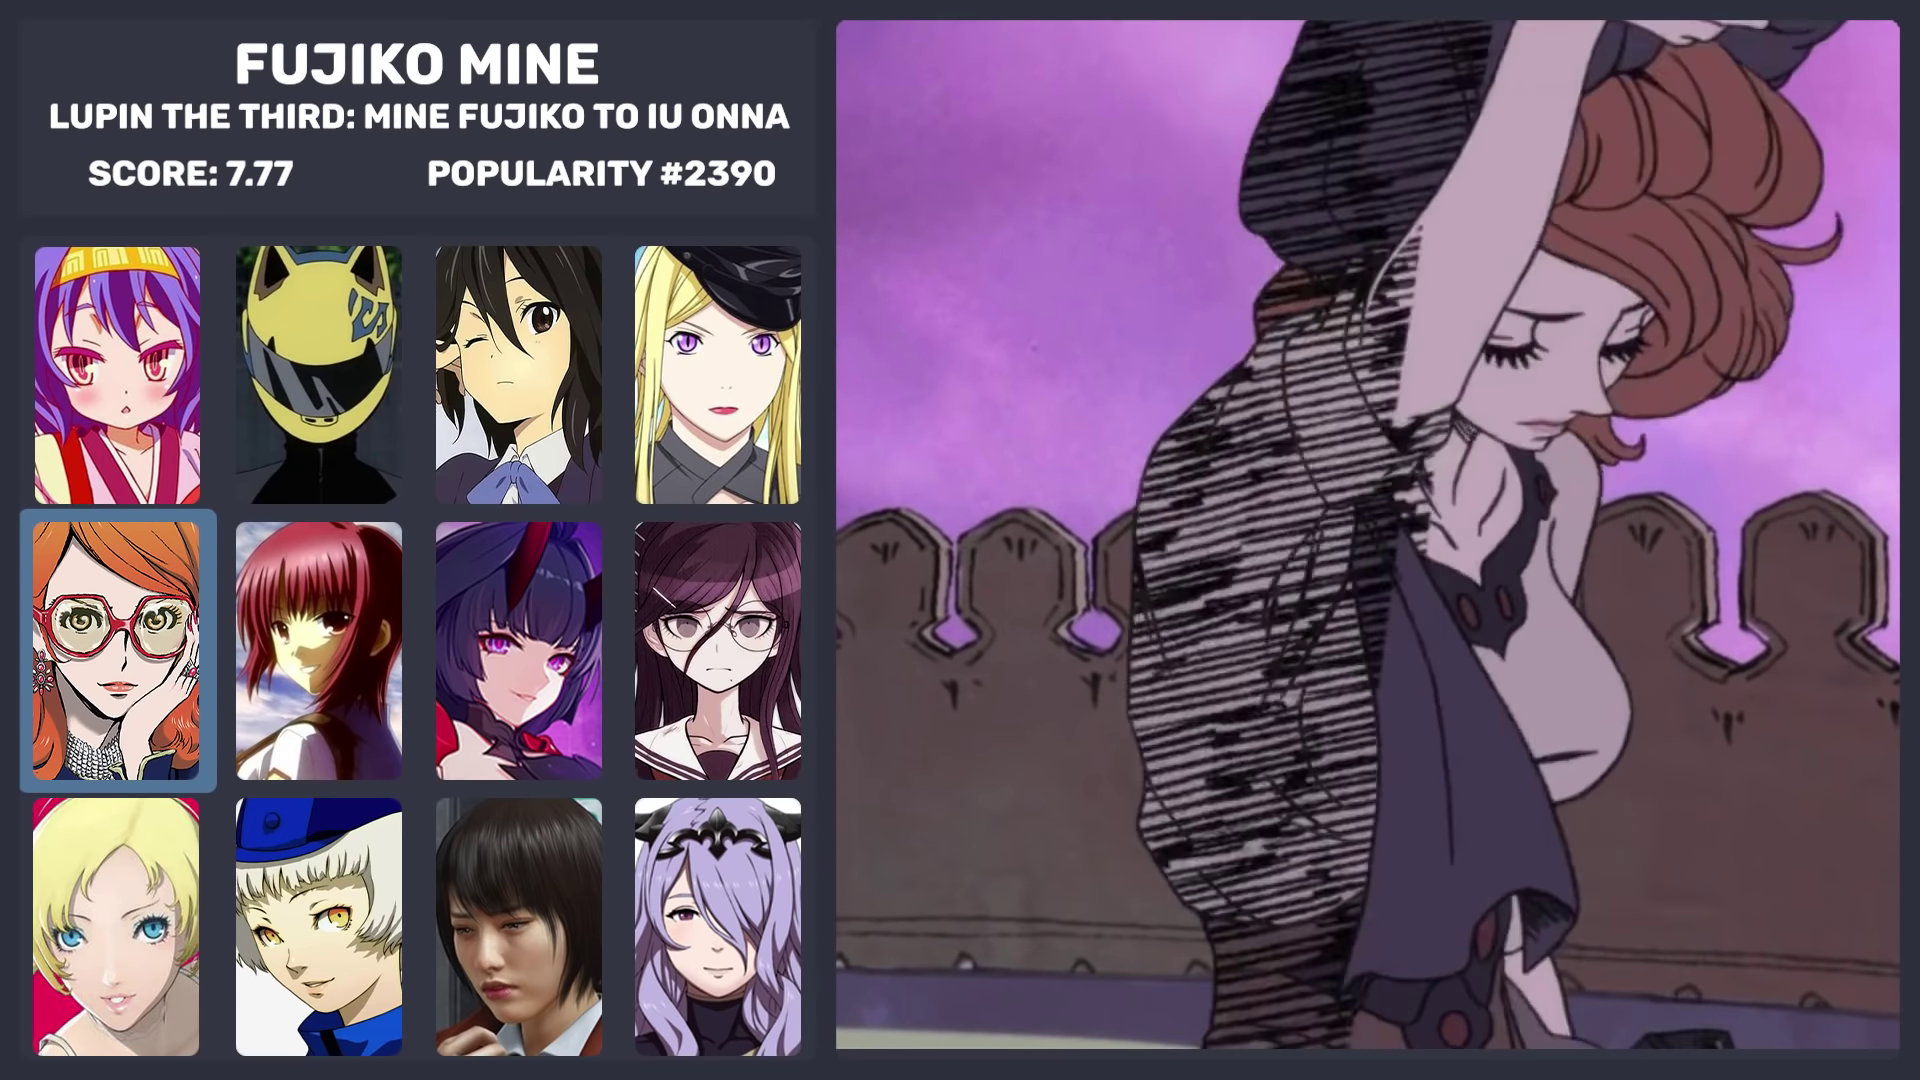 FUJIKO MINE
LUPIN THE THIRD: MINE FUJIKO TO IU ONNA
SCORE: 7.77
POPULARITY #2390